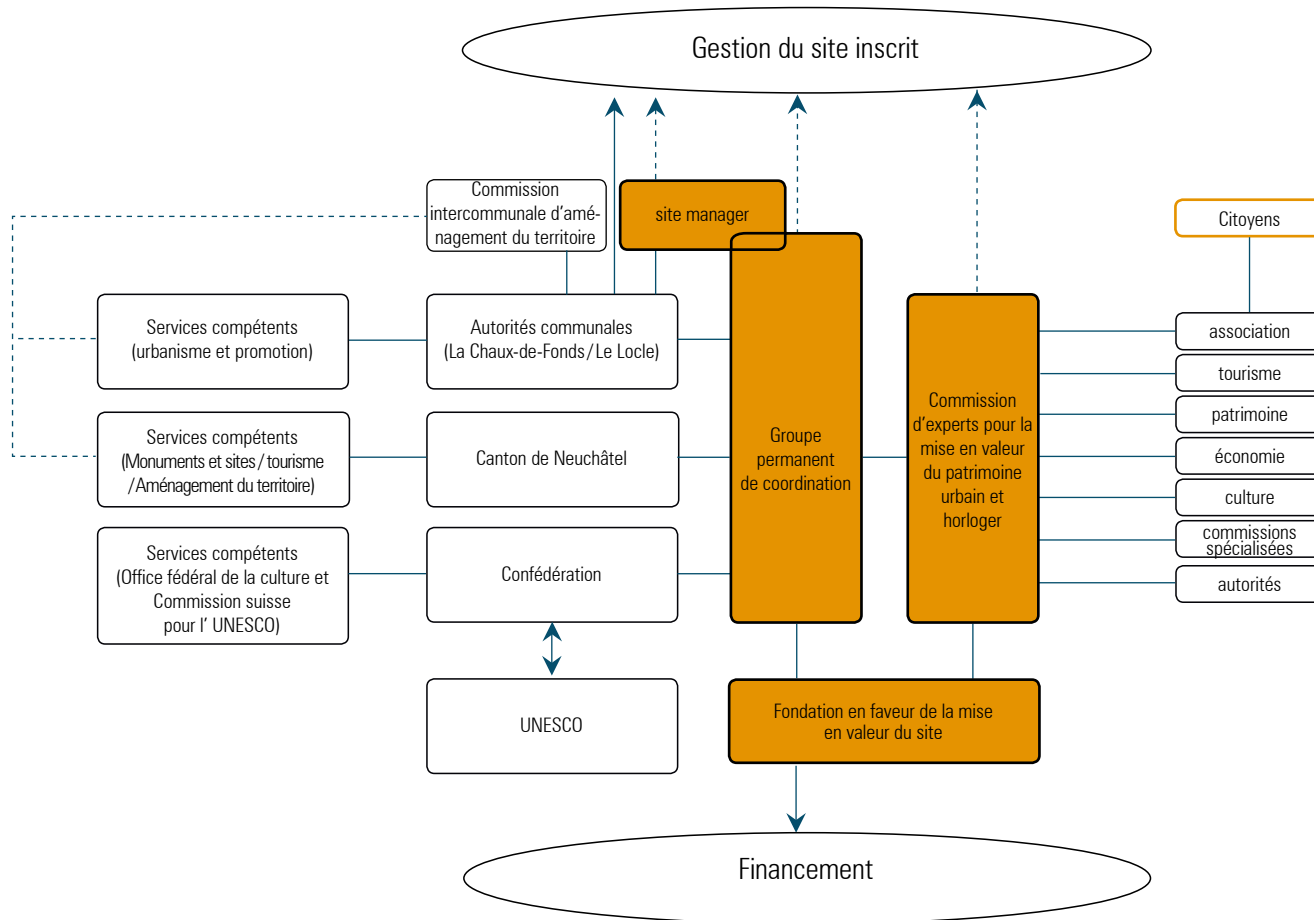 Gestion du site inscrit
Commission
intercommunale d'amé-
nagement du territoire
site manager
Citoyens
Services compétents
(urbanisme et promotion)
Autorités communales
(La Chaux-de-Fonds / Le Locle)
association
tourisme
patrimoine
économie
culture
commissions
spécialisées
autorités
Services compétents
(Monuments et sites / tourisme
/Aménagement du territoire)
Canton de Neuchâtel
Groupe
permanent
de coordination
Commission
d'experts pour la
mise en valeur
du patrimoine
urbain et
horloger
Services compétents
(Office fédéral de la culture et
Commission suisse
pour l' UNESCO)
Confédération
UNESCO
Fondation en faveur de la mise
en valeur du site
Financement